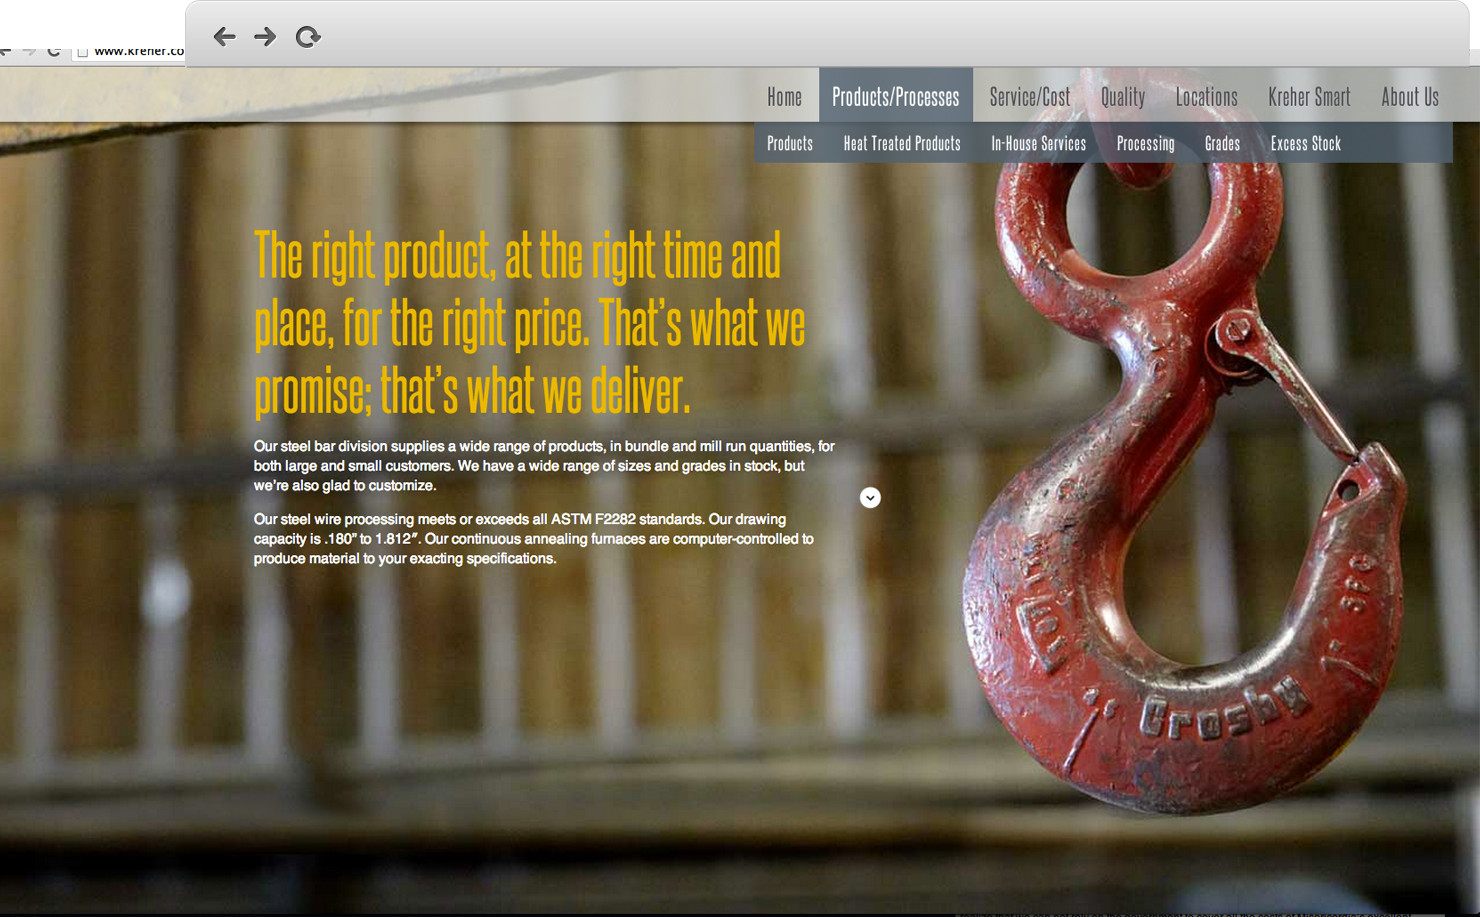 www.kreher.co
Home Products/Processes Service/Cost Quality Locations Kreher Smart About Us
Products Heat Treated Products In-House Services Processing Grades Excess Stock
The right product, at the right time and
place, for the right price. That’s what we
promise; that’s what we deliver.
Our steel bar division supplies a wide range of products, in bundle and mill run quantities, for
both large and small customers. We have a wide range of sizes and grades in stock, but
we’re also glad to customize.
Our steel wire processing meets or exceeds all ASTM F2282 standards. Our drawing
capacity is .180” to 1.812″. Our continuous annealing furnaces are computer-controlled to
produce material to your exacting specifications.
Crosby